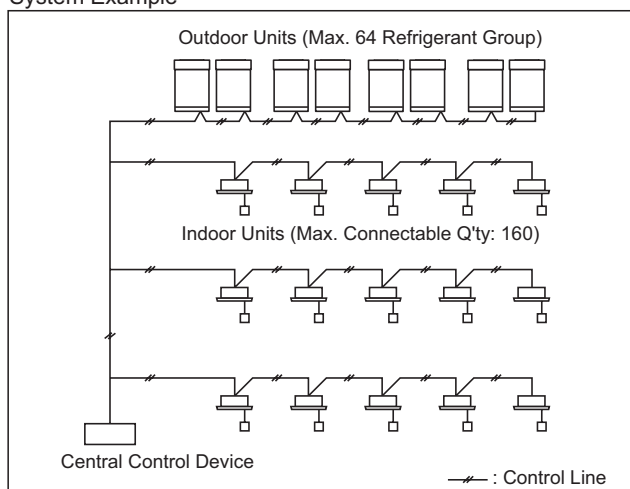 System Example
Outdoor Units (Max. 64 Refrigerant Group)
Indoor Units (Max. Connectable Q'ty: 160)
Central Control Device
: Control Line